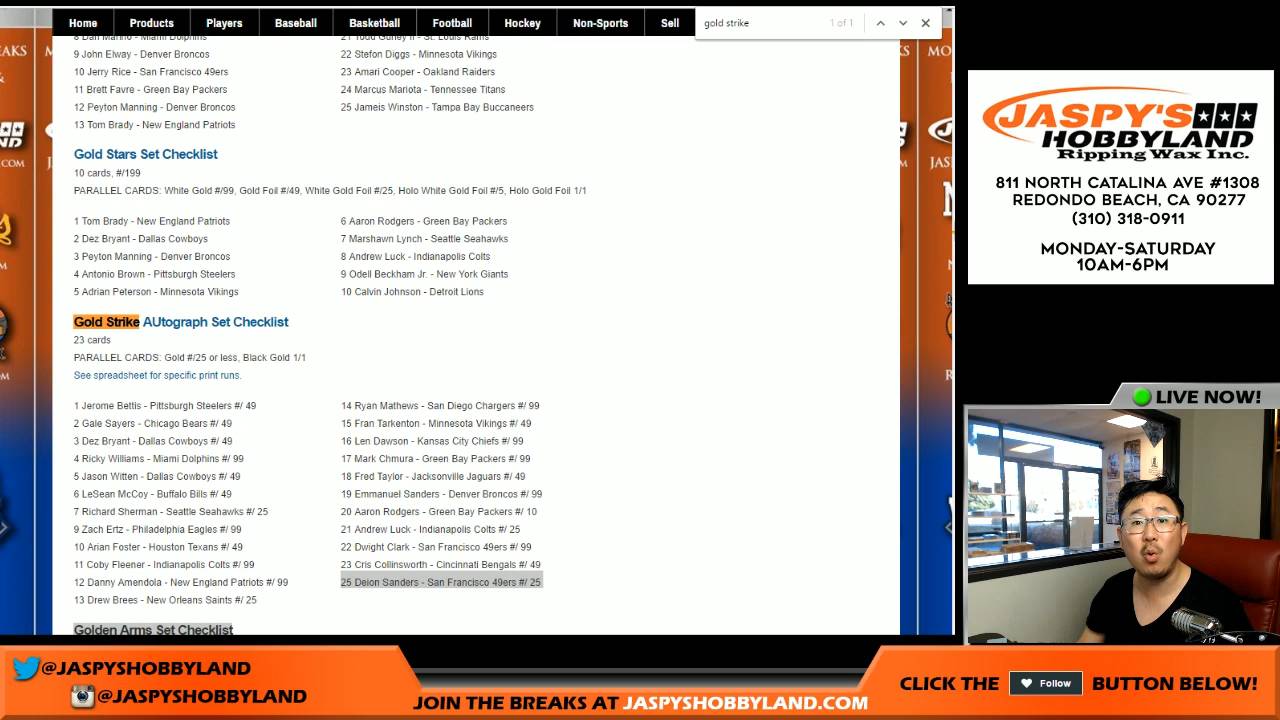 Home Products Players Baseball Basketball Football Hockey Non-Sports Sell
gold strike 1 of 1
8 Dan Marino - Miami Dolphins
9 John Elway - Denver Broncos
10 Jerry Rice - San Francisco 49ers
11 Brett Favre - Green Bay Packers
12 Peyton Manning - Denver Broncos
13 Tom Brady - New England Patriots
21 Todd Gurley II - St. Louis Rams
22 Stefon Diggs - Minnesota Vikings
23 Amari Cooper - Oakland Raiders
24 Marcus Mariota - Tennessee Titans
25 Jameis Winston - Tampa Bay Buccaneers
Gold Stars Set Checklist
10 cards, #/199
PARALLEL CARDS: White Gold #/99, Gold Foil #/49, White Gold Foil #/25, Holo White Gold Foil #/5, Holo Gold Foil 1/1
1 Tom Brady - New England Patriots
2 Dez Bryant - Dallas Cowboys
3 Peyton Manning - Denver Broncos
4 Antonio Brown - Pittsburgh Steelers
5 Adrian Peterson - Minnesota Vikings
6 Aaron Rodgers - Green Bay Packers
7 Marshawn Lynch - Seattle Seahawks
8 Andrew Luck - Indianapolis Colts
9 Odell Beckham Jr. - New York Giants
10 Calvin Johnson - Detroit Lions
Gold Strike AUtograph Set Checklist
23 cards
PARALLEL CARDS: Gold #/25 or less, Black Gold 1/1
See spreadsheet for specific print runs.
1 Jerome Bettis - Pittsburgh Steelers #/ 49
2 Gale Sayers - Chicago Bears #/ 49
3 Dez Bryant - Dallas Cowboys #/ 49
4 Ricky Williams - Miami Dolphins #/ 99
5 Jason Witten - Dallas Cowboys #/ 49
6 LeSean McCoy - Buffalo Bills #/ 49
7 Richard Sherman - Seattle Seahawks #/ 25
9 Zach Ertz - Philadelphia Eagles #/ 99
10 Arian Foster - Houston Texans #/ 49
11 Coby Fleener - Indianapolis Colts #/ 99
12 Danny Amendola - New England Patriots #/ 99
13 Drew Brees - New Orleans Saints #/ 25
14 Ryan Mathews - San Diego Chargers #/ 99
15 Fran Tarkenton - Minnesota Vikings #/ 49
16 Len Dawson - Kansas City Chiefs #/ 99
17 Mark Chmura - Green Bay Packers #/ 99
18 Fred Taylor - Jacksonville Jaguars #/ 49
19 Emmanuel Sanders - Denver Broncos #/ 99
20 Aaron Rodgers - Green Bay Packers #/ 10
21 Andrew Luck - Indianapolis Colts #/ 25
22 Dwight Clark - San Francisco 49ers #/ 99
23 Cris Collinsworth - Cincinnati Bengals #/ 49
25 Deion Sanders - San Francisco 49ers #/ 25
Golden Arms Set Checklist
JASPY'S
HOBBYLAND
Ripping Wax Inc.
811 NORTH CATALINA AVE #1308
REDONDO BEACH, CA 90277
(310) 318-0911
MONDAY-SATURDAY
10AM-6PM
LIVE NOW!
@JASPYSHOBBYLAND
@JASPYSHOBBYLAND
JOIN THE BREAKS AT JASPYSHOBBYLAND.COM
CLICK THE Follow BUTTON BELOW!